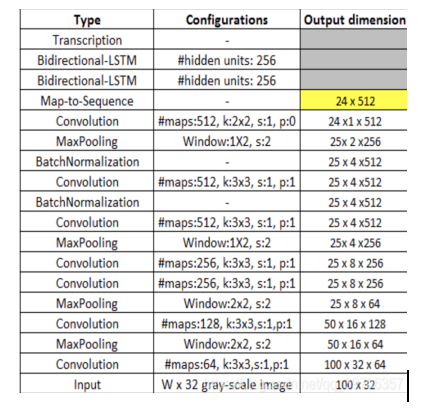 Type Configurations Output dimension
Transcription -
Bidirectional-LSTM #hidden units: 256
Bidirectional-LSTM #hidden units: 256
Map-to-Sequence - 24 x 512
Convolution #maps:512, k:2x2, s:1, p:0 24 x1 x 512
MaxPooling Window:1X2, s:2 25x 2 x256
BatchNormalization - 25 x 4 x512
Convolution #maps:512, k:3x3, s:1, p:1 25 x 4 x512
BatchNormalization - 25 x 4 x512
Convolution #maps:512, k:3x3, s:1, p:1 25 x 4 x512
MaxPooling Window:1X2, s:2 25x 4 x256
Convolution #maps:256, k:3x3, s:1, p:1 25 x 8 x 256
Convolution #maps:256, k:3x3, s:1, p:1 25 x 8 x 256
MaxPooling Window:2x2, s:2 25 x 8 x 64
Convolution #maps:128, k:3x3,s:1,p:1 50 x 16 x 128
MaxPooling Window:2x2, s:2 50 x 16 x 64
Convolution #maps:64, k:3x3,s:1,p:1 100 x 32 x 64
Input W x 32 gray-scale image 100 x 32